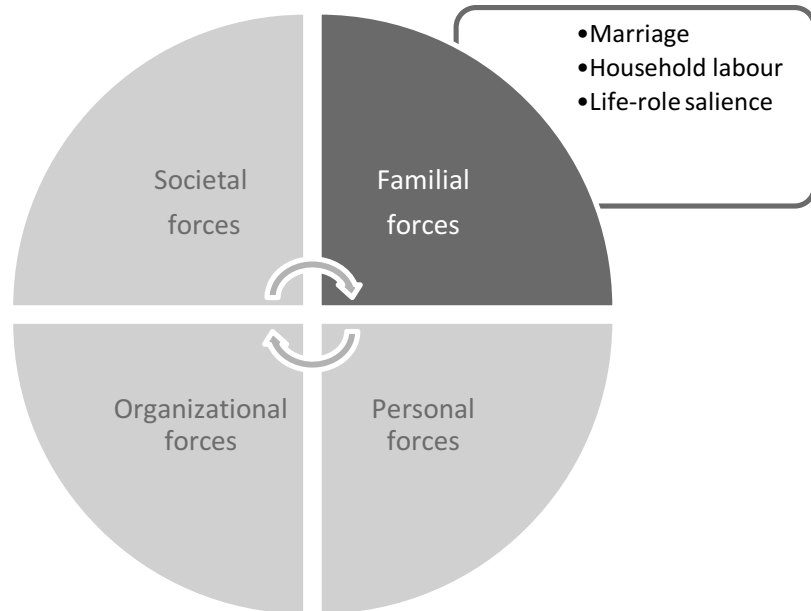 •Marriage
•Household labour
•Life-role salience
Societal
forces
Familial
forces
Organizational
forces
Personal
forces